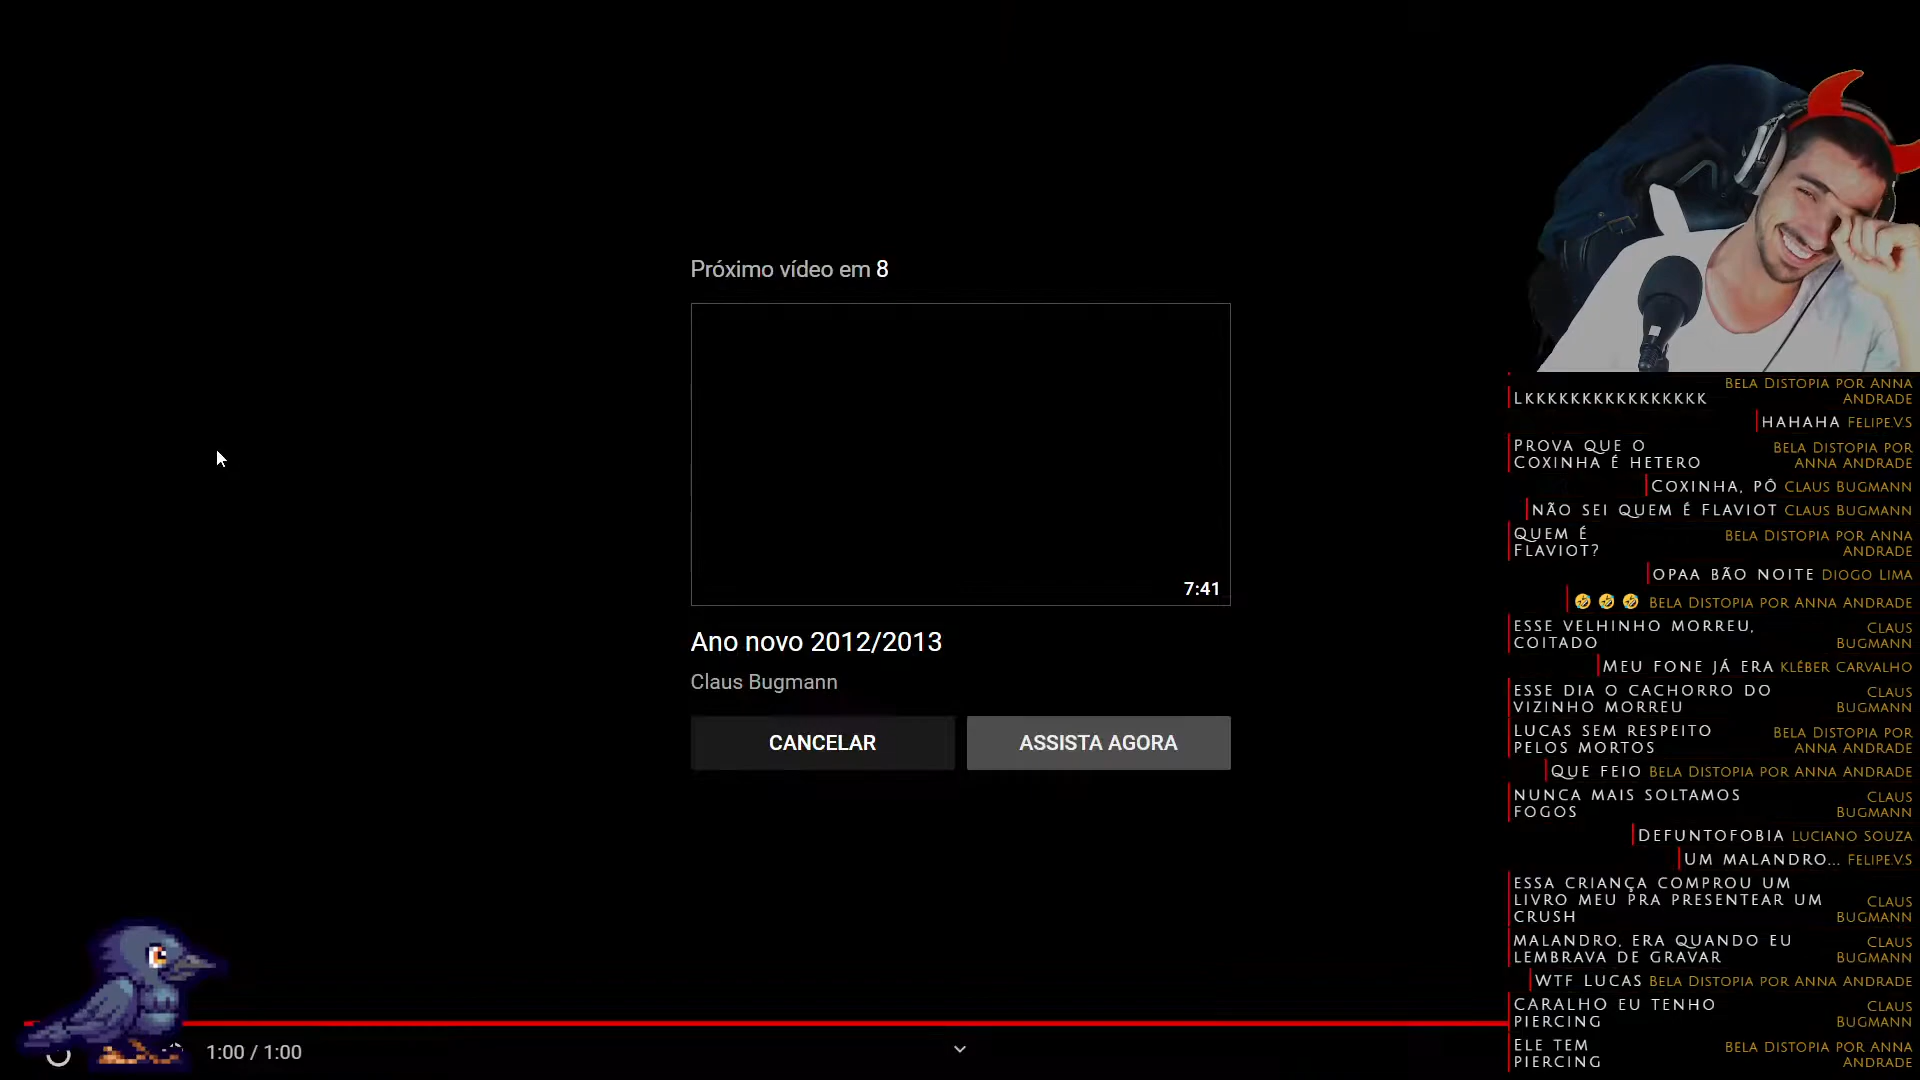 Próximo vídeo em 8
7:41
Ano novo 2012/2013
Claus Bugmann
CANCELAR
ASSISTA AGORA
1:00 / 1:00
LKKKKKKKKKKKKKKKKK Bela Distopia por Anna
Andrade
HAHAHA Felipe.V.S
PROVA QUE O Bela Distopia por
COXINHA É HETERO Anna Andrade
COXINHA, PÔ Claus Bugmann
NÃO SEI QUEM É FLAVIOT Claus Bugmann
QUEM É Bela Distopia por Anna
FLAVIOT? Andrade
OPAA BÃO NOITE Diogo Lima
🤣 🤣 🤣 Bela Distopia por Anna Andrade
ESSE VELHINHO MORREU, Claus
COITADO Bugmann
MEU FONE JÁ ERA Kléber Carvalho
ESSE DIA O CACHORRO DO Claus
VIZINHO MORREU Bugmann
LUCAS SEM RESPEITO Bela Distopia por
PELOS MORTOS Anna Andrade
QUE FEIO Bela Distopia por Anna Andrade
NUNCA MAIS SOLTAMOS Claus
FOGOS Bugmann
DEFUNTOFOBIA Luciano Souza
UM MALANDRO... Felipe.V.S
ESSA CRIANÇA COMPROU UM
LIVRO MEU PRA PRESENTEAR UM Claus
CRUSH Bugmann
MALANDRO, ERA QUANDO EU Claus
LEMBRAVA DE GRAVAR Bugmann
WTF LUCAS Bela Distopia por Anna Andrade
CARALHO EU TENHO Claus
PIERCING Bugmann
ELE TEM Bela Distopia por Anna
PIERCING Andrade